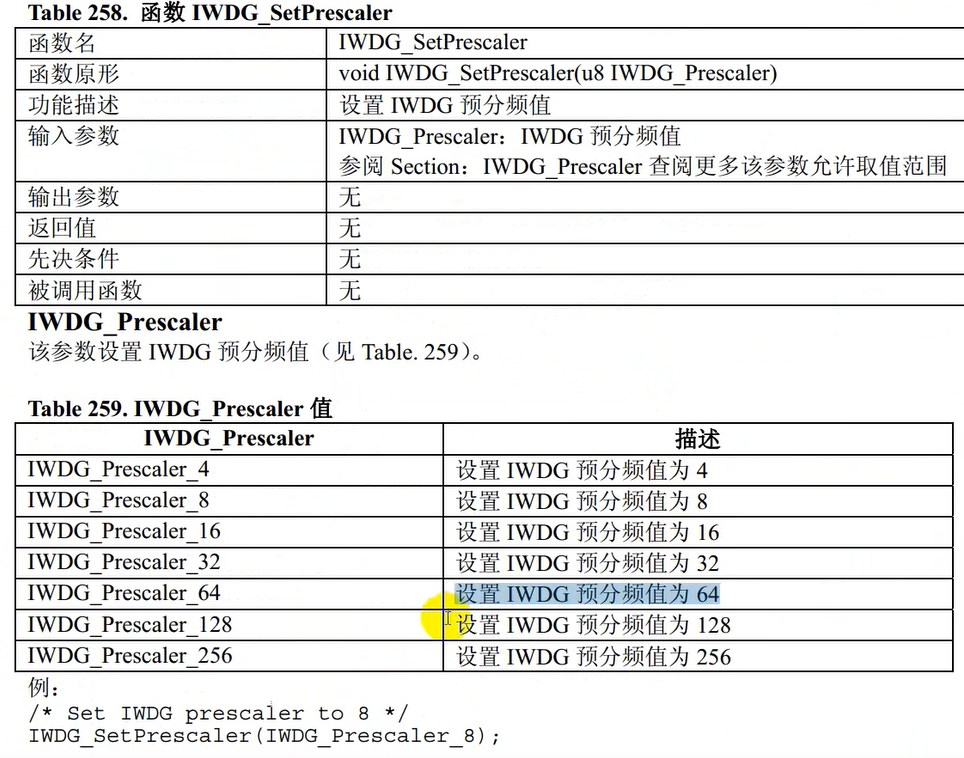 Table 258. 函数 IWDG_SetPrescaler
函数名 IWDG_SetPrescaler
函数原形 void IWDG_SetPrescaler(u8 IWDG_Prescaler)
功能描述 设置 IWDG 预分频值
输入参数 IWDG_Prescaler：IWDG 预分频值
参阅 Section：IWDG_Prescaler 查阅更多该参数允许取值范围
输出参数 无
返回值 无
先决条件 无
被调用函数 无
IWDG_Prescaler
该参数设置 IWDG 预分频值（见 Table. 259）。
Table 259. IWDG_Prescaler 值
IWDG_Prescaler 描述
IWDG_Prescaler_4 设置 IWDG 预分频值为 4
IWDG_Prescaler_8 设置 IWDG 预分频值为 8
IWDG_Prescaler_16 设置 IWDG 预分频值为 16
IWDG_Prescaler_32 设置 IWDG 预分频值为 32
IWDG_Prescaler_64 设置 IWDG 预分频值为 64
IWDG_Prescaler_128 设置 IWDG 预分频值为 128
IWDG_Prescaler_256 设置 IWDG 预分频值为 256
例：
/* Set IWDG prescaler to 8 */
IWDG_SetPrescaler(IWDG_Prescaler_8);